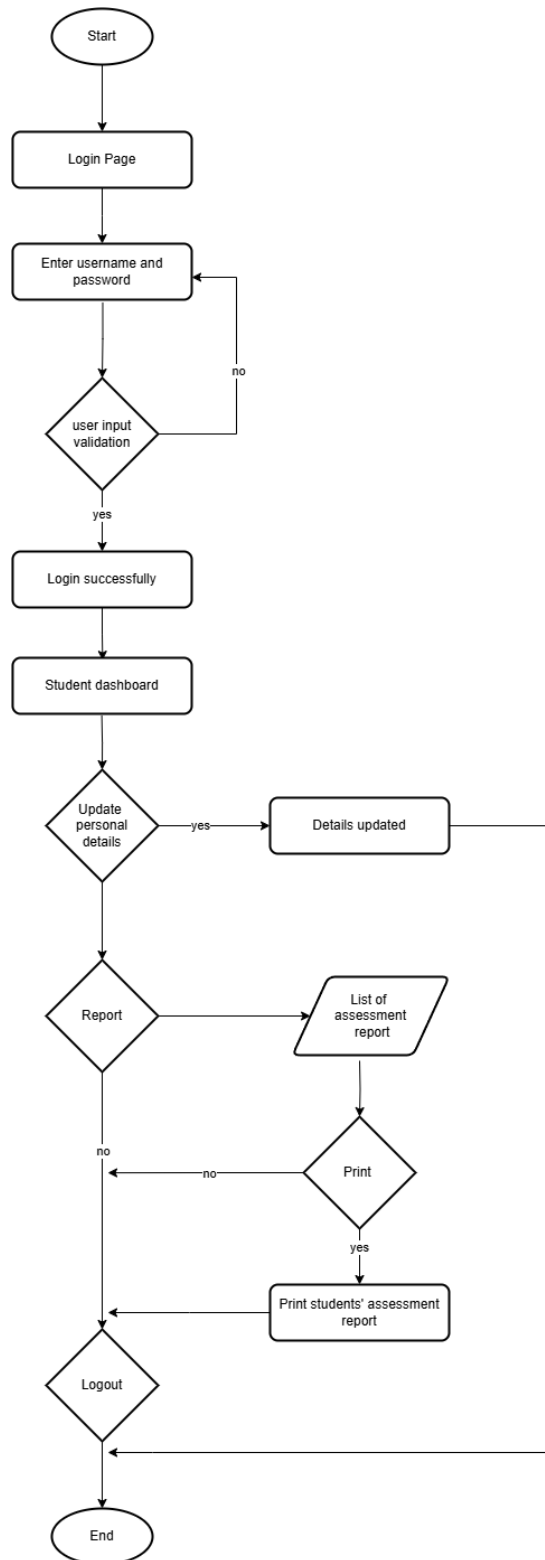 Start
Login Page
Enter username and
password
no
user input
validation
yes
Login successfully
Student dashboard
Update
personal
details
yes
Details updated
Report
List of
assessment
report
no
no
Print
yes
Print students' assessment
report
Logout
End